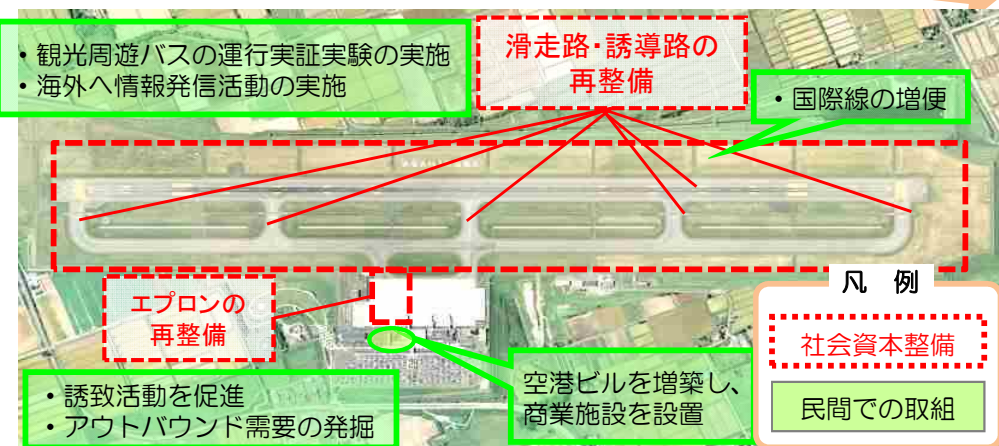 ・観光周遊バスの運行実証実験の実施
・海外へ情報発信活動の実施
滑走路・誘導路の
再整備
・国際線の増便
エプロンの
再整備
・誘致活動を促進
・アウトバウンド需要の発掘
空港ビルを増築し、
商業施設を設置
凡 例
社会資本整備
民間での取組